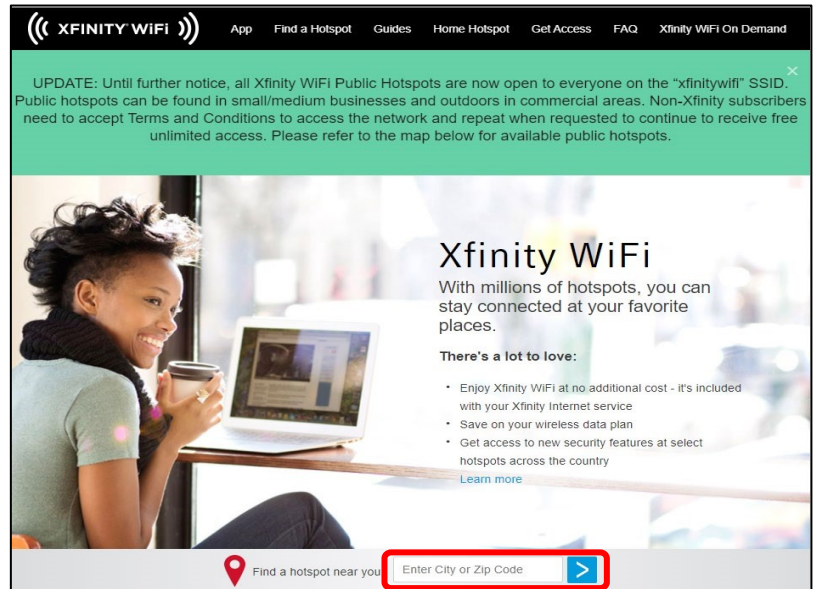 XFINITY WiFi
App Find a Hotspot Guides Home Hotspot Get Access FAQ Xfinity WiFi On Demand
UPDATE: Until further notice, all Xfinity WiFi Public Hotspots are now open to everyone on the “xfinitywifi” SSID.
Public hotspots can be found in small/medium businesses and outdoors in commercial areas. Non-Xfinity subscribers
need to accept Terms and Conditions to access the network and repeat when requested to continue to receive free
unlimited access. Please refer to the map below for available public hotspots.
Xfinity WiFi
With millions of hotspots, you can
stay connected at your favorite
places.
There's a lot to love:
• Enjoy Xfinity WiFi at no additional cost - it's included
with your Xfinity Internet service
• Save on your wireless data plan
• Get access to new security features at select
hotspots across the country
Learn more
Find a hotspot near you Enter City or Zip Code >